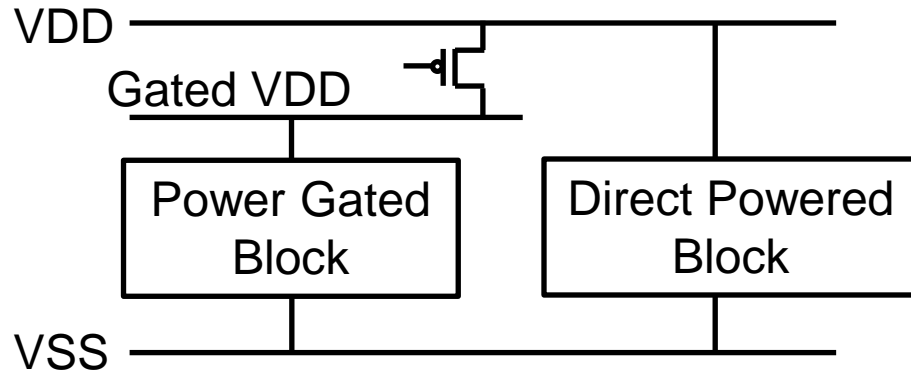 VDD
Gated VDD
Power Gated
Block
Direct Powered
Block
VSS